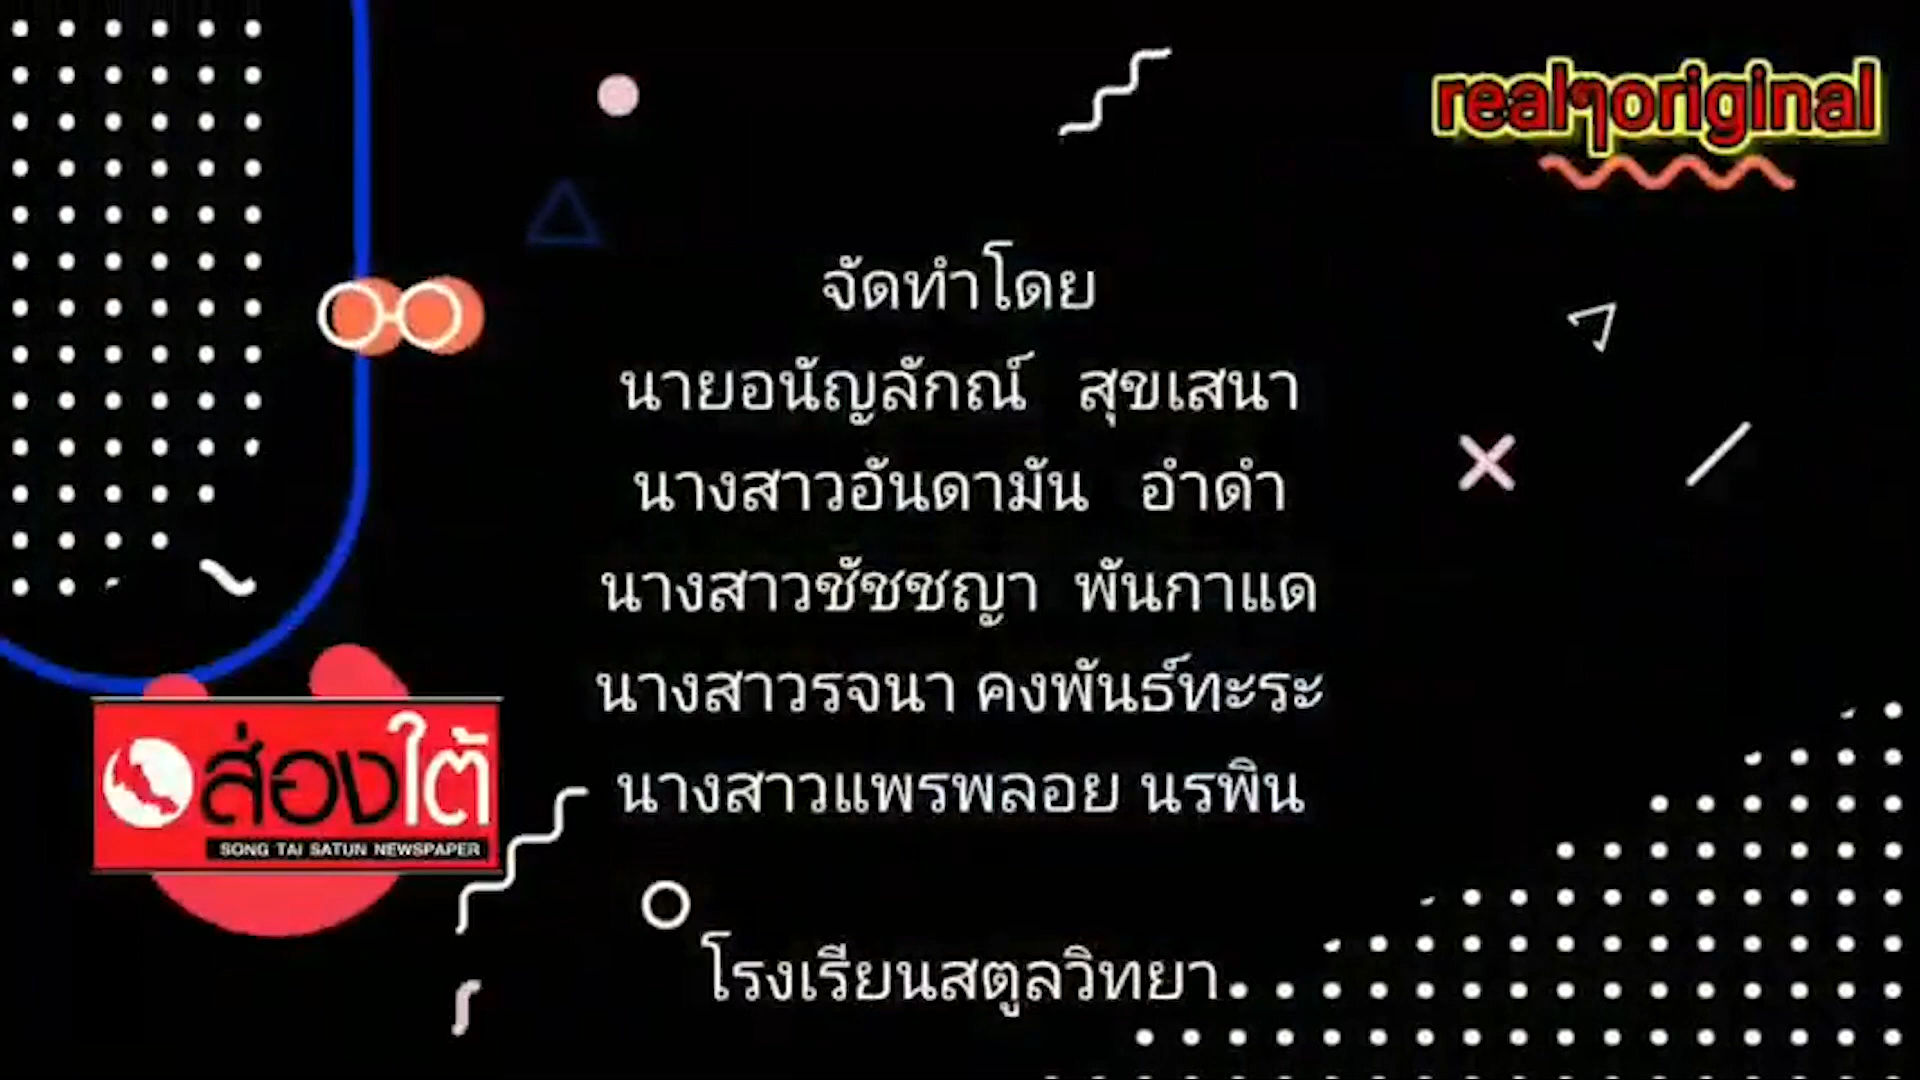 realๆoriginal
จัดทำโดย
นายอนัญลักณ์ สุขเสนา
นางสาวอันดามัน อำดำ
นางสาวชัชชญา พันกาแด
นางสาวรจนา คงพันธ์ทะระ
นางสาวแพรพลอย นรพิน
ส่องใต้
SONG TAI SATUN NEWSPAPER
โรงเรียนสตูลวิทยา